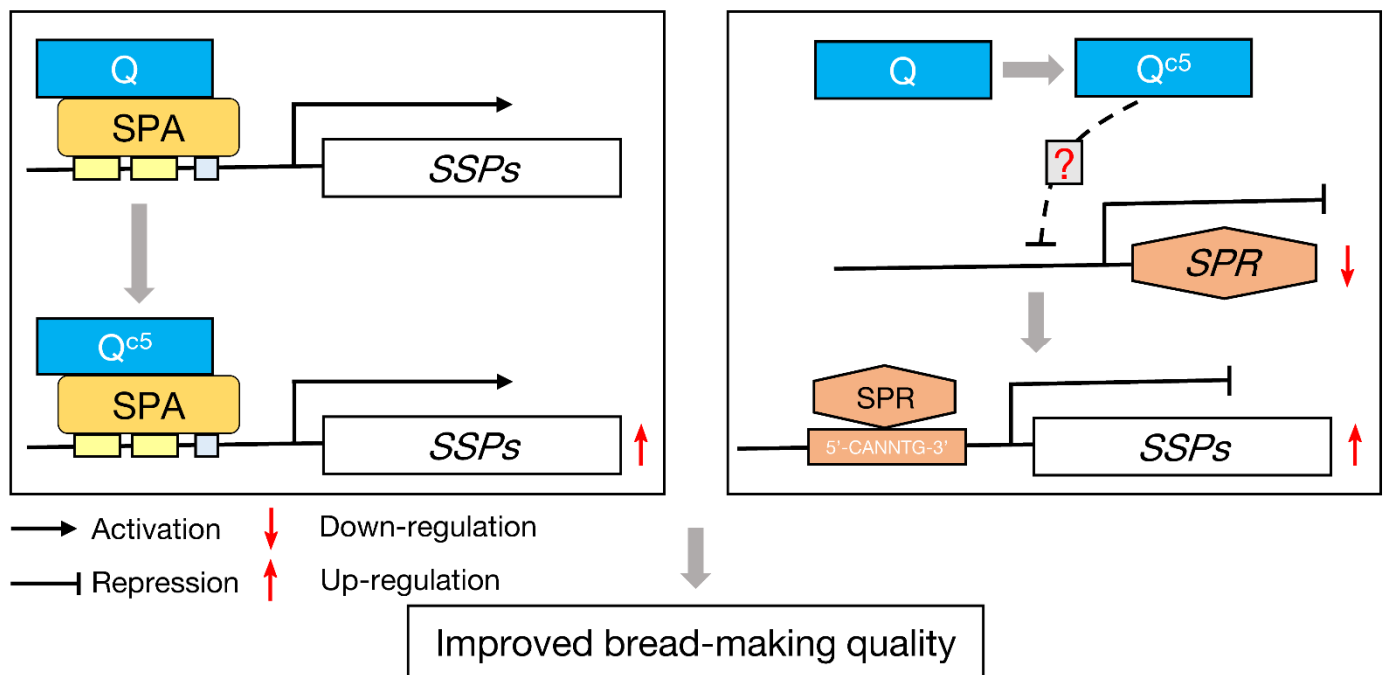 Q
SPA
SSPs
Q^c5
SPA
SSPs
Q
Q^c5
?
SPR
SPR
5’-CANNTG-3’
SSPs
Activation
Down-regulation
Repression
Up-regulation
Improved bread-making quality